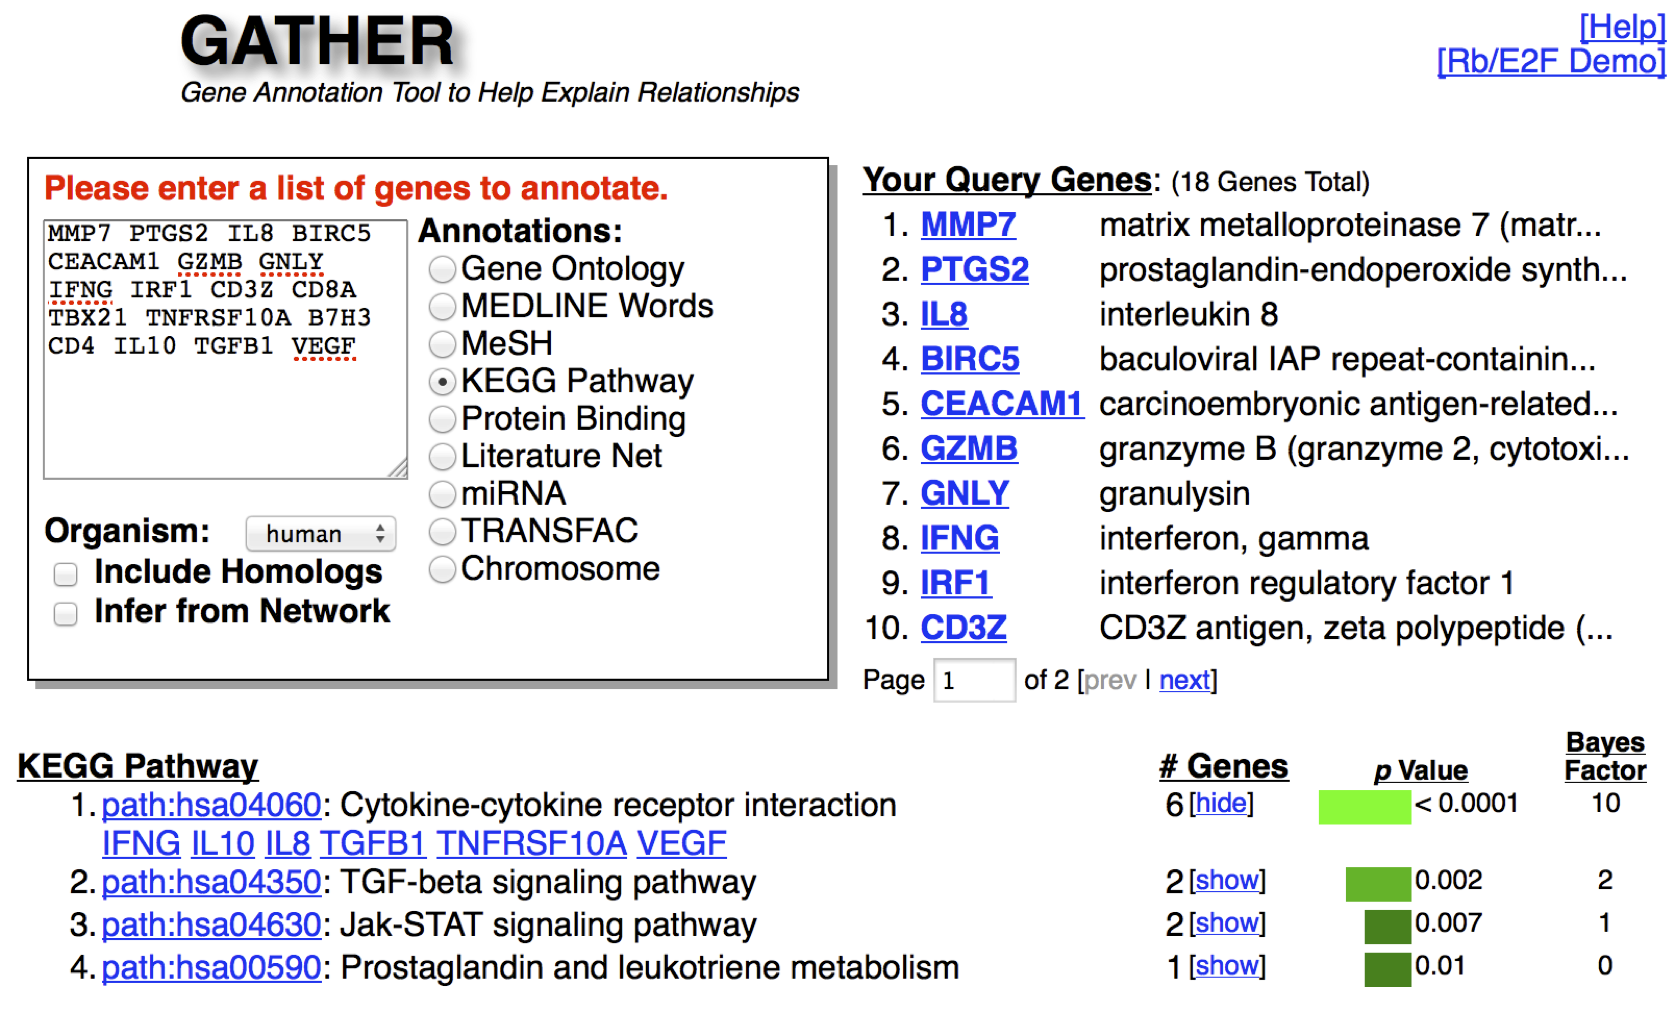 GATHER
Gene Annotation Tool to Help Explain Relationships
[Help]
[Rb/E2F Demo]
Please enter a list of genes to annotate.
MMP7 PTGS2 IL8 BIRC5
CEACAM1 GZMB GNLY
IFNG IRF1 CD3Z CD8A
TBX21 TNFRSF10A B7H3
CD4 IL10 TGFB1 VEGF
Annotations:
Gene Ontology
MEDLINE Words
MeSH
KEGG Pathway
Protein Binding
Literature Net
miRNA
TRANSFAC
Chromosome
Organism: human
Include Homologs
Infer from Network
Your Query Genes: (18 Genes Total)
1. MMP7 matrix metalloproteinase 7 (matr...
2. PTGS2 prostaglandin-endoperoxide synth...
3. IL8 interleukin 8
4. BIRC5 baculoviral IAP repeat-containin...
5. CEACAM1 carcinoembryonic antigen-related...
6. GZMB granzyme B (granzyme 2, cytotoxi...
7. GNLY granulysin
8. IFNG interferon, gamma
9. IRF1 interferon regulatory factor 1
10. CD3Z CD3Z antigen, zeta polypeptide (...
Page 1 of 2 [prev | next]
KEGG Pathway # Genes p Value Bayes Factor
1. path:hsa04060: Cytokine-cytokine receptor interaction 6 [hide] < 0.0001 10
IFNG IL10 IL8 TGFB1 TNFRSF10A VEGF
2. path:hsa04350: TGF-beta signaling pathway 2 [show] 0.002 2
3. path:hsa04630: Jak-STAT signaling pathway 2 [show] 0.007 1
4. path:hsa00590: Prostaglandin and leukotriene metabolism 1 [show] 0.01 0